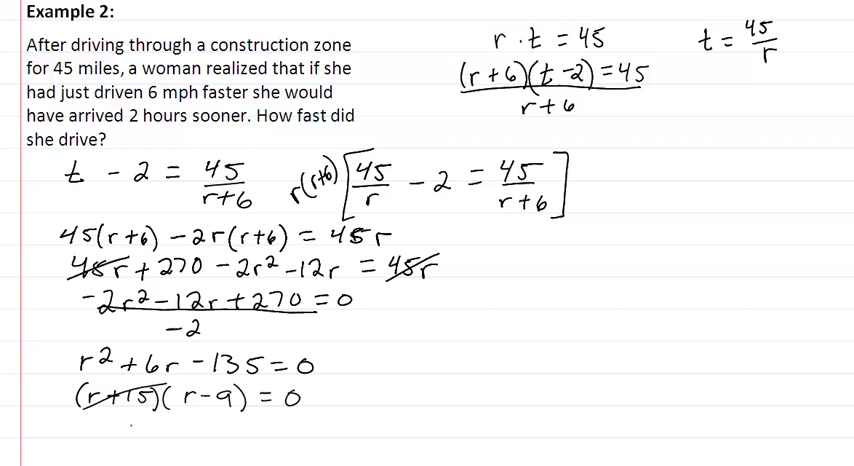 Example 2:
After driving through a construction zone
for 45 miles, a woman realized that if she
had just driven 6 mph faster she would
have arrived 2 hours sooner. How fast did
she drive?
r · t = 45
t = 45/r
(r+6)(t-2) = 45
r+6
t - 2 = 45/(r+6)
r(r+6)[45/r - 2 = 45/(r+6)]
45(r+6) - 2r(r+6) = 45r
45r + 270 - 2r² - 12r = 45r
-2r² - 12r + 270 = 0
-2
r² + 6r - 135 = 0
(r+15)(r-9) = 0